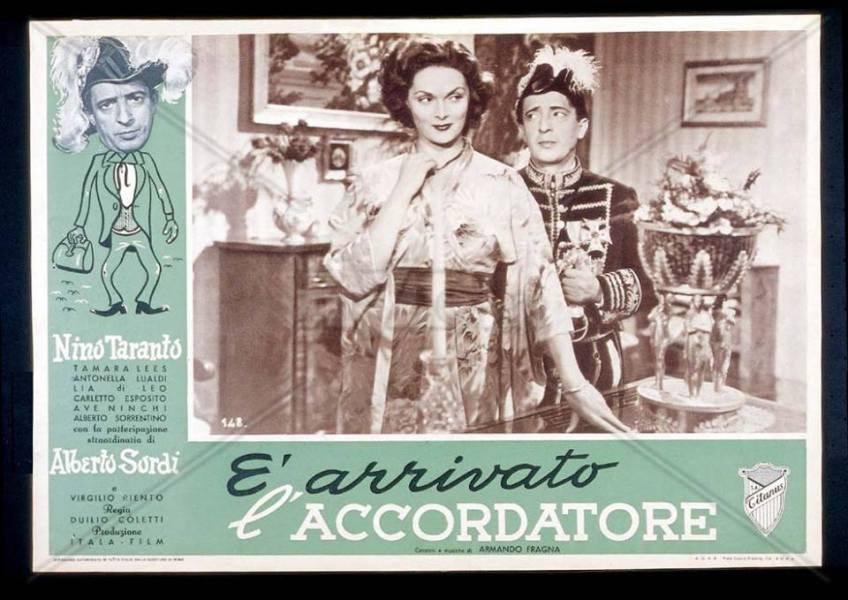 Nino Taranto
TAMARA LEES
ANTONELLA LUALDI
LIA di LEO
CARLETTO ESPOSITO
AVE NINCHI
ALBERTO SORRENTINO
con la partecipazione
straordinaria di
Alberto Sordi
e
VIRGILIO RIENTO
Regia
DUILIO COLETTI
Produzione
ITALA-FILM
148.
E' arrivato
l'ACCORDATORE
Canzoni e musiche di ARMANDO FRAGNA
Titanus